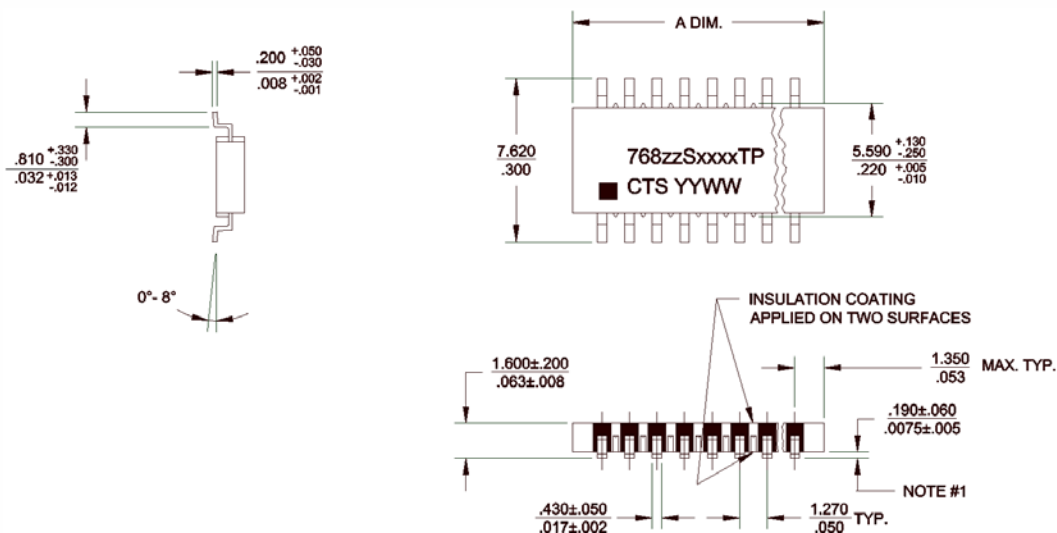 A DIM.
.200 +.050 -.030
.008 +.002 -.001
.810 +.330 -.300
.032 +.013 -.012
0°- 8°
7.620
.300
768zzSxxxxTP
CTS YYWW
5.590 +.130 -.250
.220 +.005 -.010
INSULATION COATING
APPLIED ON TWO SURFACES
1.600±.200
.063±.008
1.350
.053
MAX. TYP.
.190±.060
.0075±.005
NOTE #1
.430±.050
.017±.002
1.270
.050
TYP.